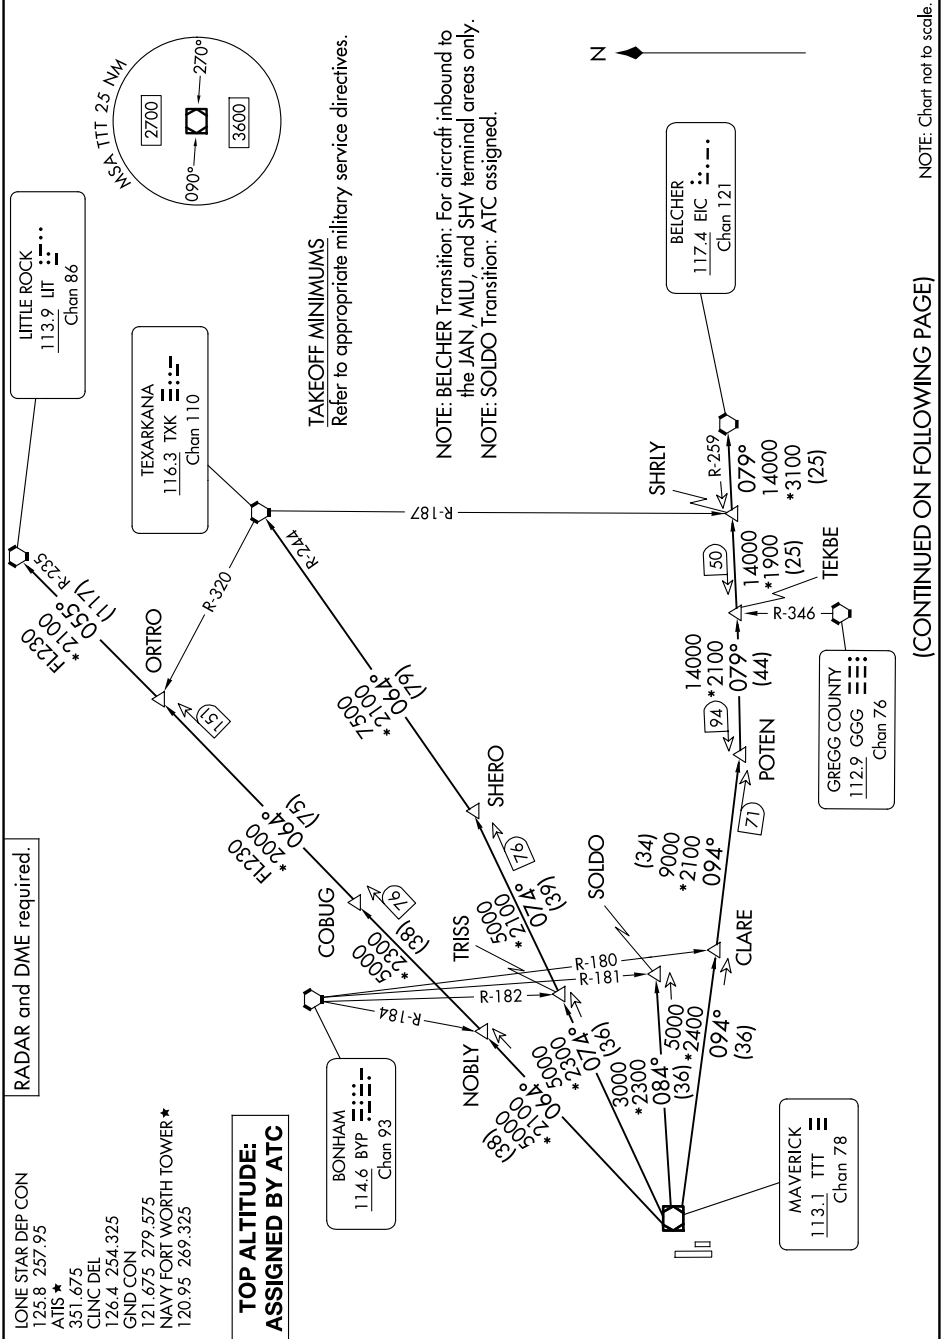 LONE STAR DEP CON
125.8 257.95
ATIS ★
351.675
CLNC DEL
126.4 254.325
GND CON
121.675 279.575
NAVY FORT WORTH TOWER ★
120.95 269.325
RADAR and DME required.
TOP ALTITUDE:
ASSIGNED BY ATC
LITTLE ROCK
113.9 LIT
Chan 86
MSA TTT 25 NM
2700
090°
270°
3600
TEXARKANA
116.3 TXK
Chan 110
TAKEOFF MINIMUMS
Refer to appropriate military service directives.
NOTE: BELCHER Transition: For aircraft inbound to
the JAN, MLU, and SHV terminal areas only.
NOTE: SOLDO Transition: ATC assigned.
N
BONHAM
114.6 BYP
Chan 93
R-235
FL230
*2100
055°
(117)
ORTRO
R-320
151
FL230
*2000
064°
(75)
COBUG
76
5000
*2300
(38)
NOBLY
R-184
R-182
R-181
R-180
5000
*2100
064°
(38)
R-244
7500
*2100
064°
(79)
SHERO
76
5000
*2100
074°
(39)
TRISS
5000
*2300
074°
(36)
SOLDO
3000
*2300
084°
(36)
5000
*2400
094°
(36)
CLARE
(34)
9000
*2100
094°
71
POTEN
94
14000
*2100
079°
(44)
TEKBE
R-346
50
14000
*1900
(25)
SHRLY
R-187
R-259
079°
14000
*3100
(25)
BELCHER
117.4 EIC
Chan 121
GREGG COUNTY
112.9 GGG
Chan 76
MAVERICK
113.1 TTT
Chan 78
(CONTINUED ON FOLLOWING PAGE)
NOTE: Chart not to scale.